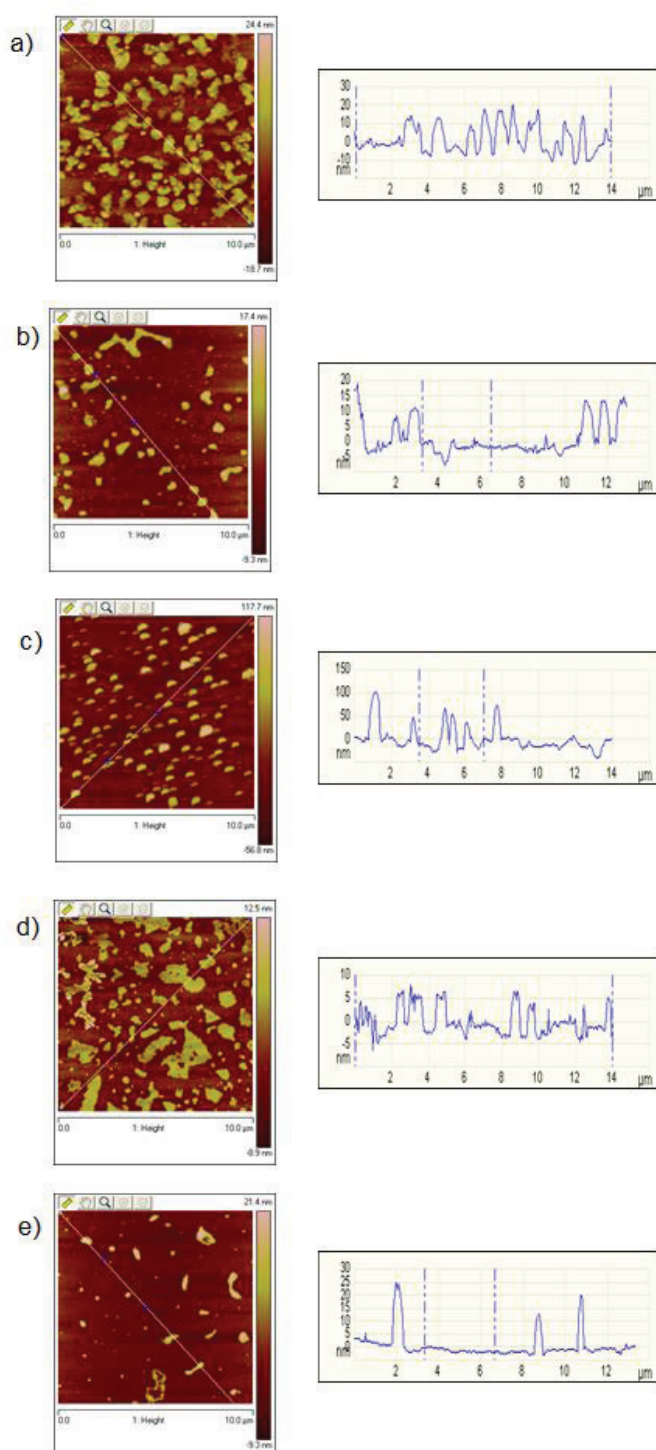 a)
24.4 nm
0.0 1: Height 10.0 µm
-18.7 nm
30
20
10
0
-10
nm
2 4 6 8 10 12 14 µm
b)
17.4 nm
0.0 1: Height 10.0 µm
-9.3 nm
20
15
10
5
0
-5
nm
2 4 6 8 10 12 µm
c)
117.7 nm
0.0 1: Height 10.0 µm
-56.8 nm
150
100
50
0
nm
2 4 6 8 10 12 14 µm
d)
12.5 nm
0.0 1: Height 10.0 µm
-8.9 nm
10
5
0
-5
nm
2 4 6 8 10 12 14 µm
e)
21.4 nm
0.0 1: Height 10.0 µm
-9.3 nm
30
25
20
15
10
5
0
nm
2 4 6 8 10 12 µm